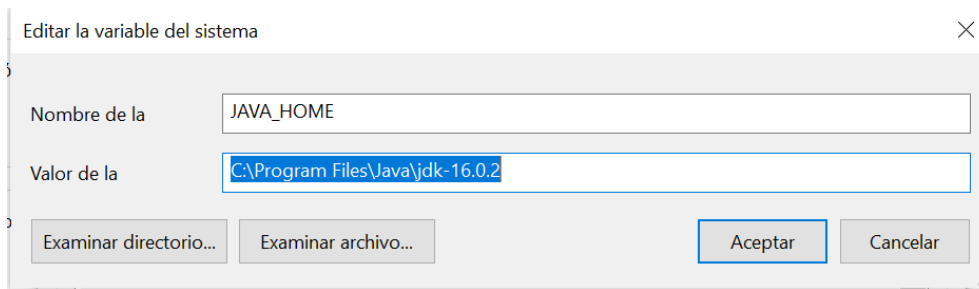 Editar la variable del sistema
Nombre de la
JAVA_HOME
Valor de la
C:\Program Files\Java\jdk-16.0.2
Examinar directorio...
Examinar archivo...
Aceptar
Cancelar